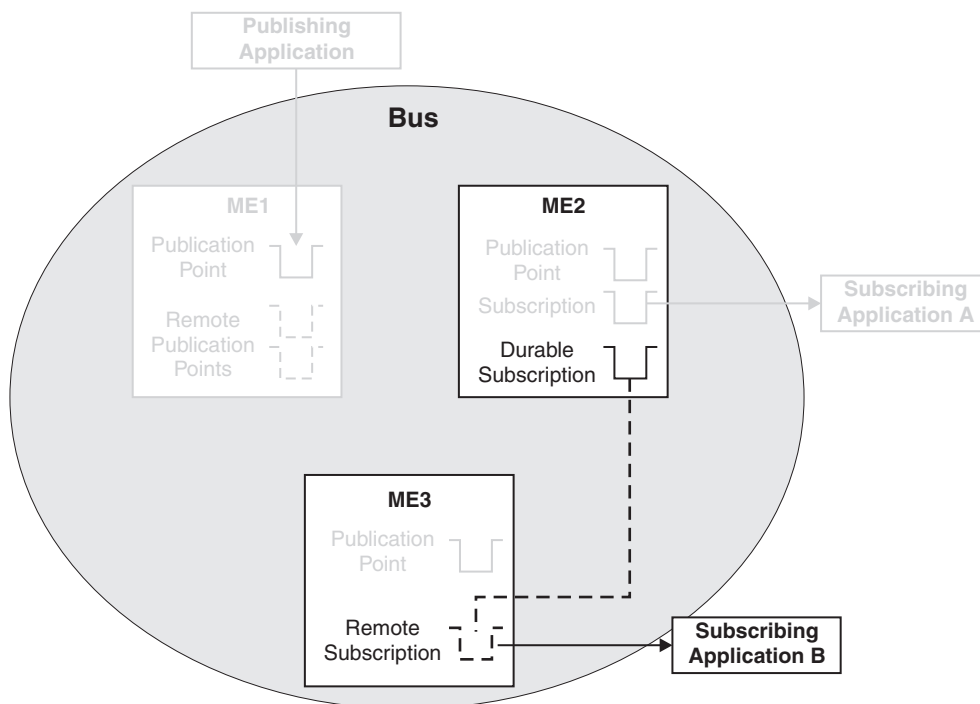 Publishing
Application
Bus
ME1
Publication
Point
Remote
Publication
Points
ME2
Publication
Point
Subscription
Durable
Subscription
Subscribing
Application A
ME3
Publication
Point
Remote
Subscription
Subscribing
Application B